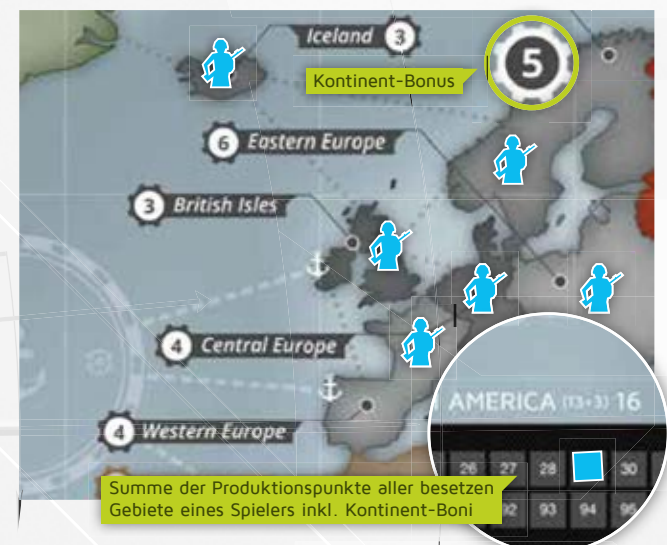 Iceland 3
5
Kontinent-Bonus
6 Eastern Europe
3 British Isles
4 Central Europe
AMERICA (13+3) 16
4 Western Europe
26 27 28 30
Summe der Produktionspunkte aller besetzen
Gebiete eines Spielers inkl. Kontinent-Boni
92 93 94